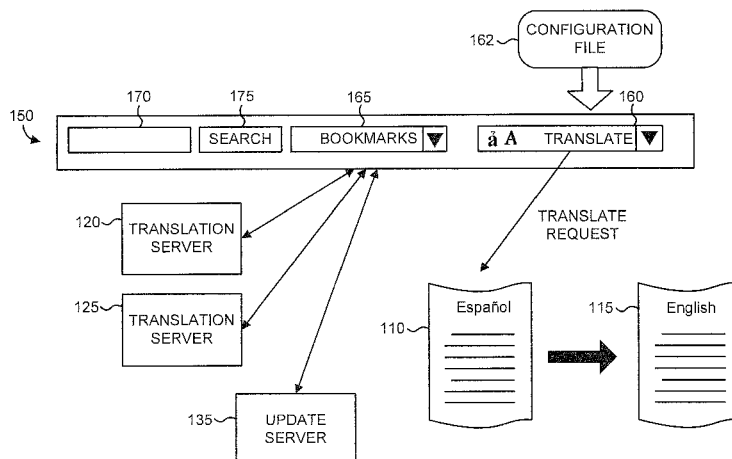 162
CONFIGURATION
FILE
170
175
165
160
150
SEARCH
BOOKMARKS
ả A TRANSLATE
120
TRANSLATION
SERVER
TRANSLATE
REQUEST
125
TRANSLATION
SERVER
110
Español
115
English
135
UPDATE
SERVER